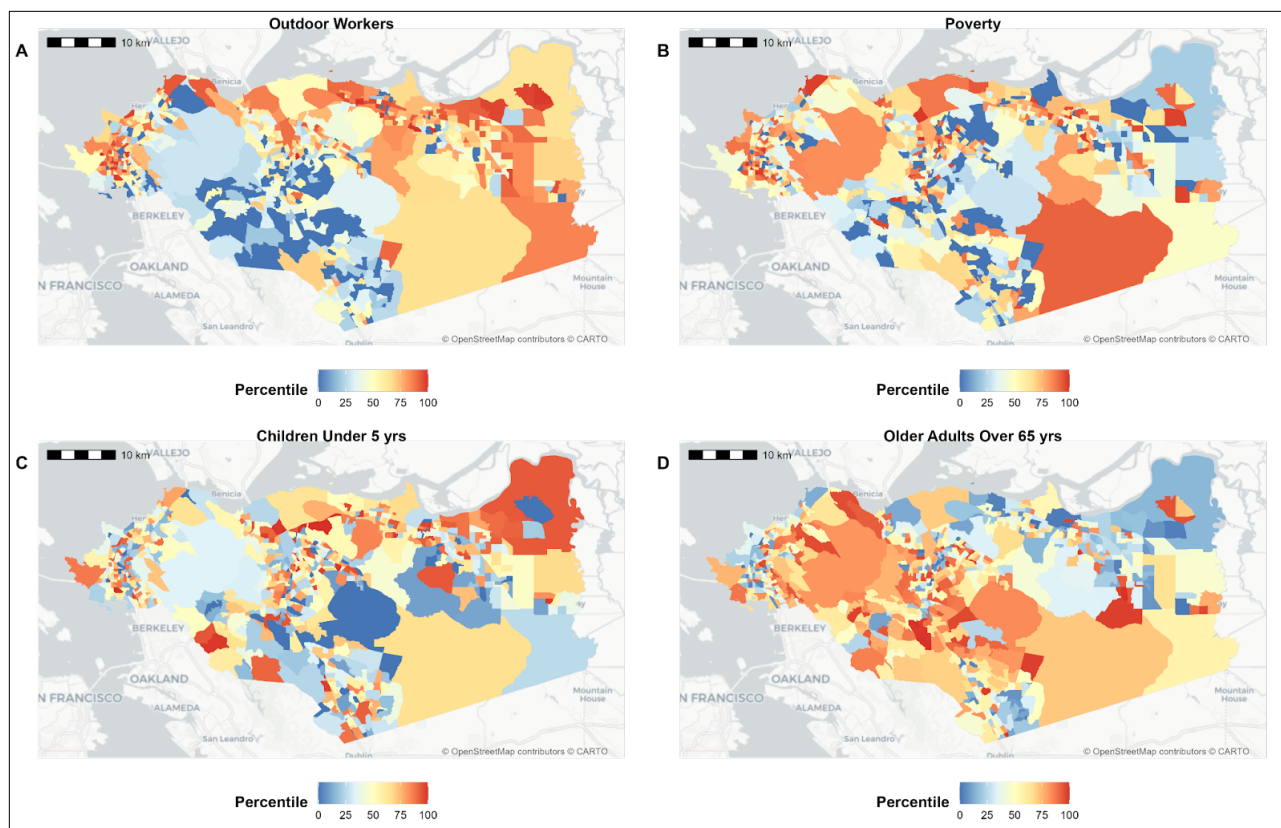 Outdoor Workers
A
10 km
VALLEJO
Benicia
BERKELEY
OAKLAND
N FRANCISCO
ALAMEDA
San Leandro
Dublin
Mountain
House
© OpenStreetMap contributors © CARTO
Percentile
0 25 50 75 100
Poverty
B
10 km
VALLEJO
Benicia
BERKELEY
OAKLAND
N FRANCISCO
ALAMEDA
San Leandro
Dublin
Mountain
House
© OpenStreetMap contributors © CARTO
Percentile
0 25 50 75 100
Children Under 5 yrs
C
10 km
VALLEJO
Benicia
BERKELEY
OAKLAND
N FRANCISCO
ALAMEDA
San Leandro
Dublin
Mountain
House
© OpenStreetMap contributors © CARTO
Percentile
0 25 50 75 100
Older Adults Over 65 yrs
D
10 km
VALLEJO
Benicia
BERKELEY
OAKLAND
N FRANCISCO
ALAMEDA
San Leandro
Dublin
Mountain
House
© OpenStreetMap contributors © CARTO
Percentile
0 25 50 75 100